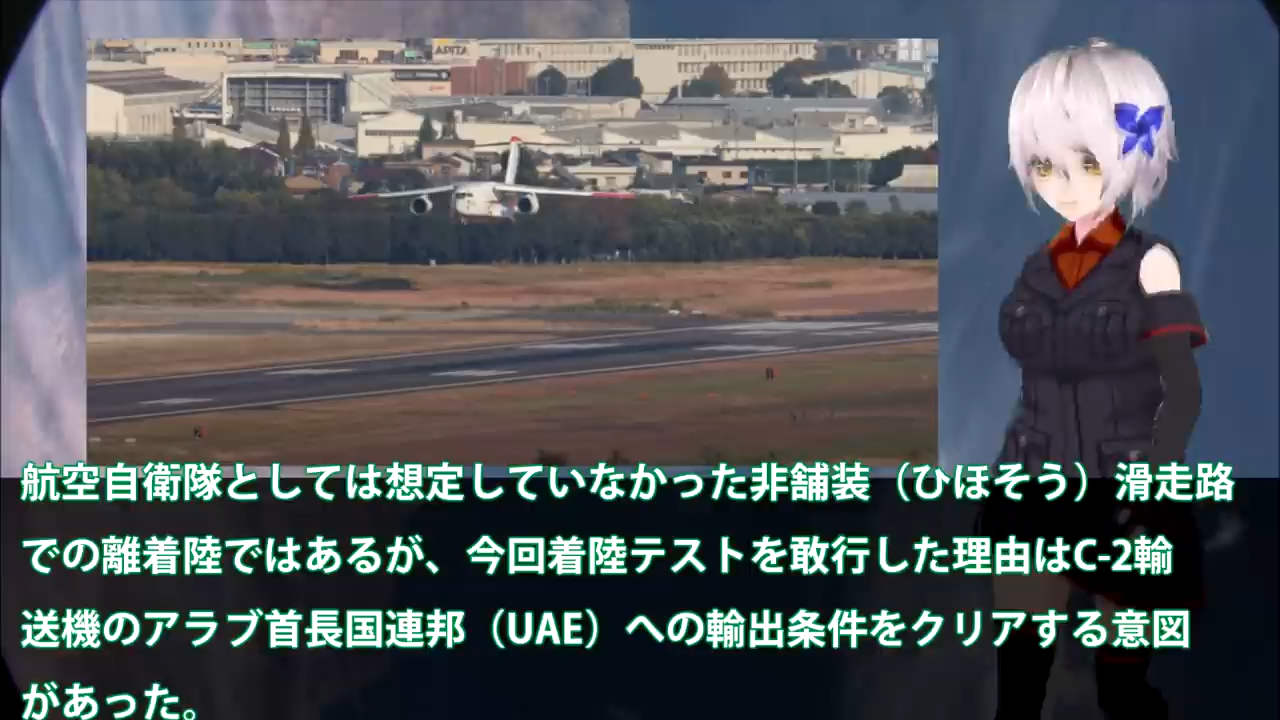 APITA
航空自衛隊としては想定していなかった非舗装（ひほそう）滑走路
での離着陸ではあるが、今回着陸テストを敢行した理由はC-2輸
送機のアラブ首長国連邦（UAE）への輸出条件をクリアする意図
があった。